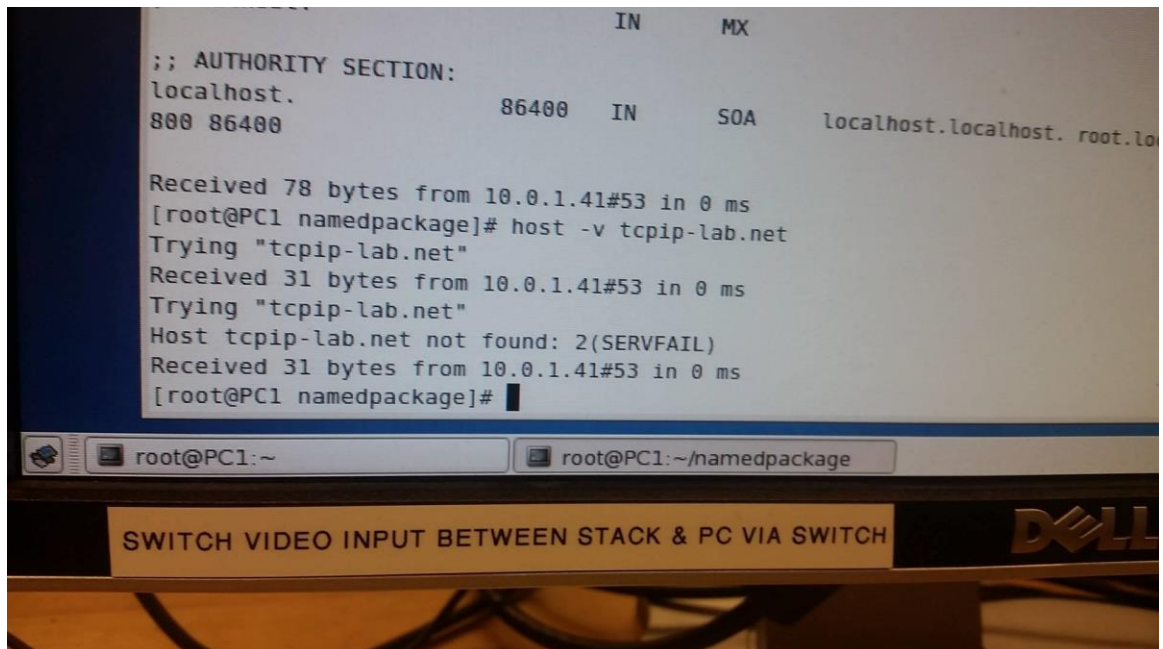 IN MX
;; AUTHORITY SECTION:
localhost. 86400 IN SOA localhost.localhost. root.lo
800 86400
Received 78 bytes from 10.0.1.41#53 in 0 ms
[root@PC1 namedpackage]# host -v tcpip-lab.net
Trying "tcpip-lab.net"
Received 31 bytes from 10.0.1.41#53 in 0 ms
Trying "tcpip-lab.net"
Host tcpip-lab.net not found: 2(SERVFAIL)
Received 31 bytes from 10.0.1.41#53 in 0 ms
[root@PC1 namedpackage]#
root@PC1:~ root@PC1:~/namedpackage
SWITCH VIDEO INPUT BETWEEN STACK & PC VIA SWITCH
DELL